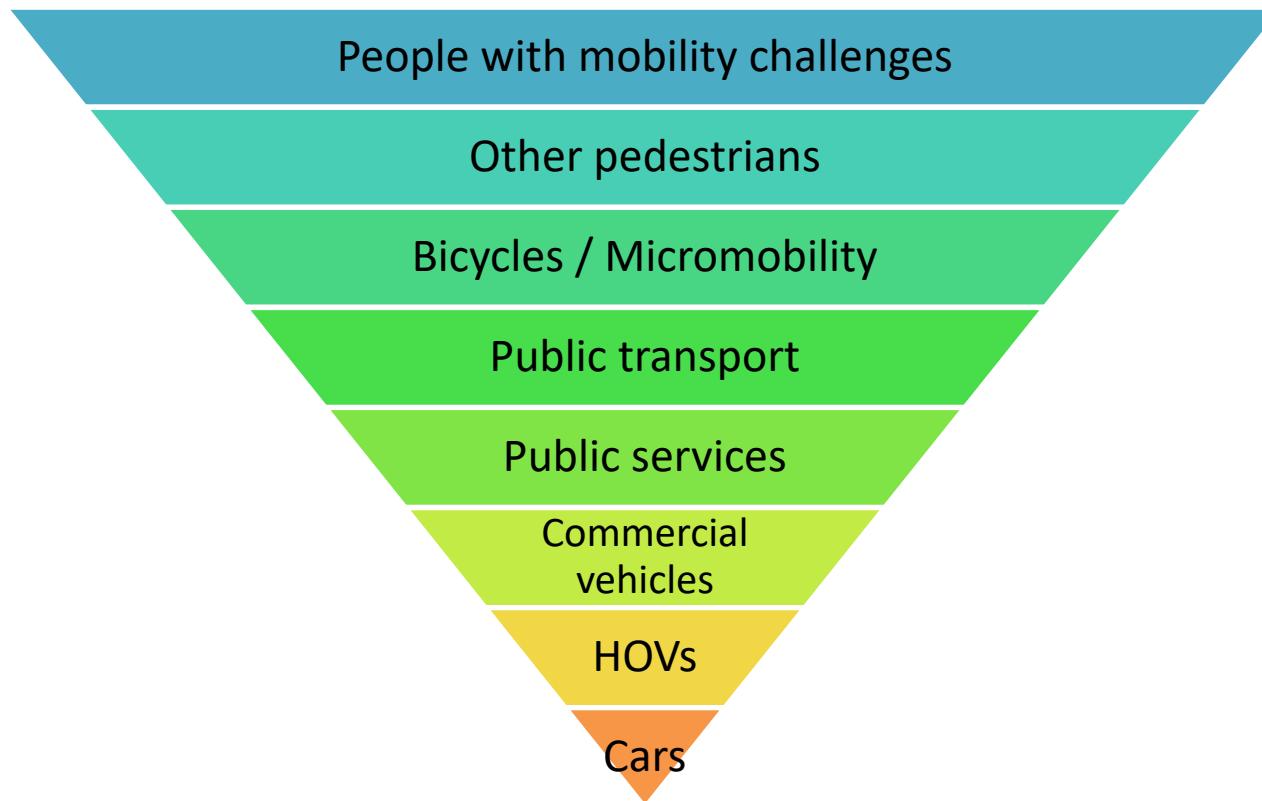 People with mobility challenges
Other pedestrians
Bicycles / Micromobility
Public transport
Public services
Commercial
vehicles
HOVs
Cars